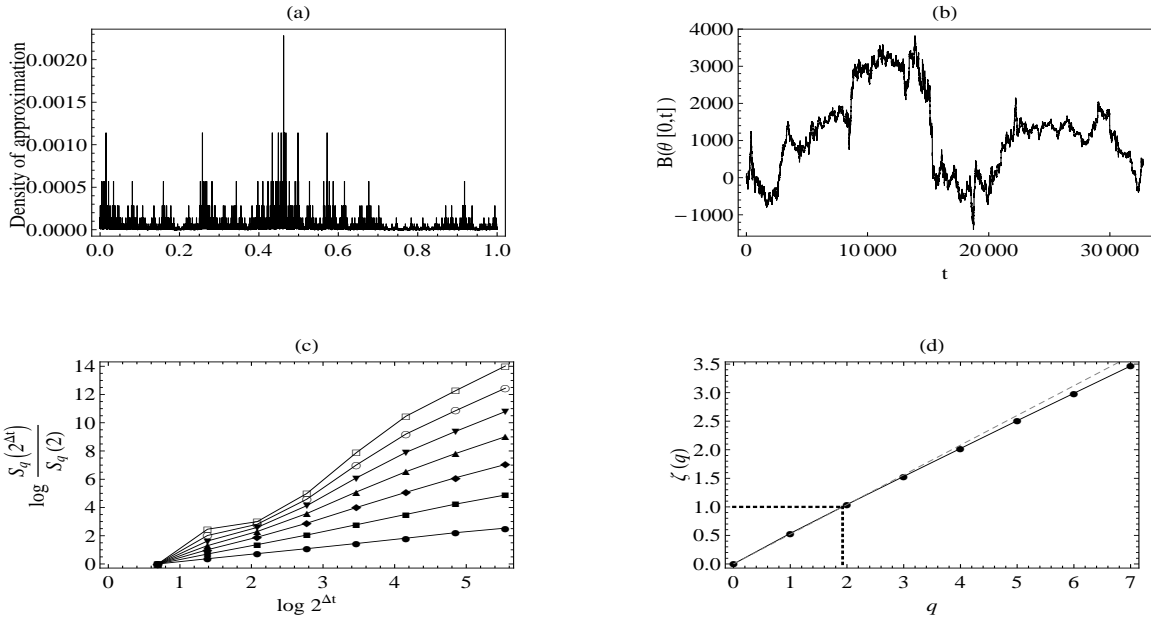 (a)
Density of approximation
0.0020
0.0015
0.0010
0.0005
0.0000
0.0 0.2 0.4 0.6 0.8 1.0
(b)
B(θ [0,t] )
4000
3000
2000
1000
0
−1000
0 10 000 20 000 30 000
t
(c)
log S_q(2^Δt) / S_q(2)
14
12
10
8
6
4
2
0
0 1 2 3 4 5
log 2^Δt
(d)
ζ(q)
3.5
3.0
2.5
2.0
1.5
1.0
0.5
0.0
0 1 2 3 4 5 6 7
q